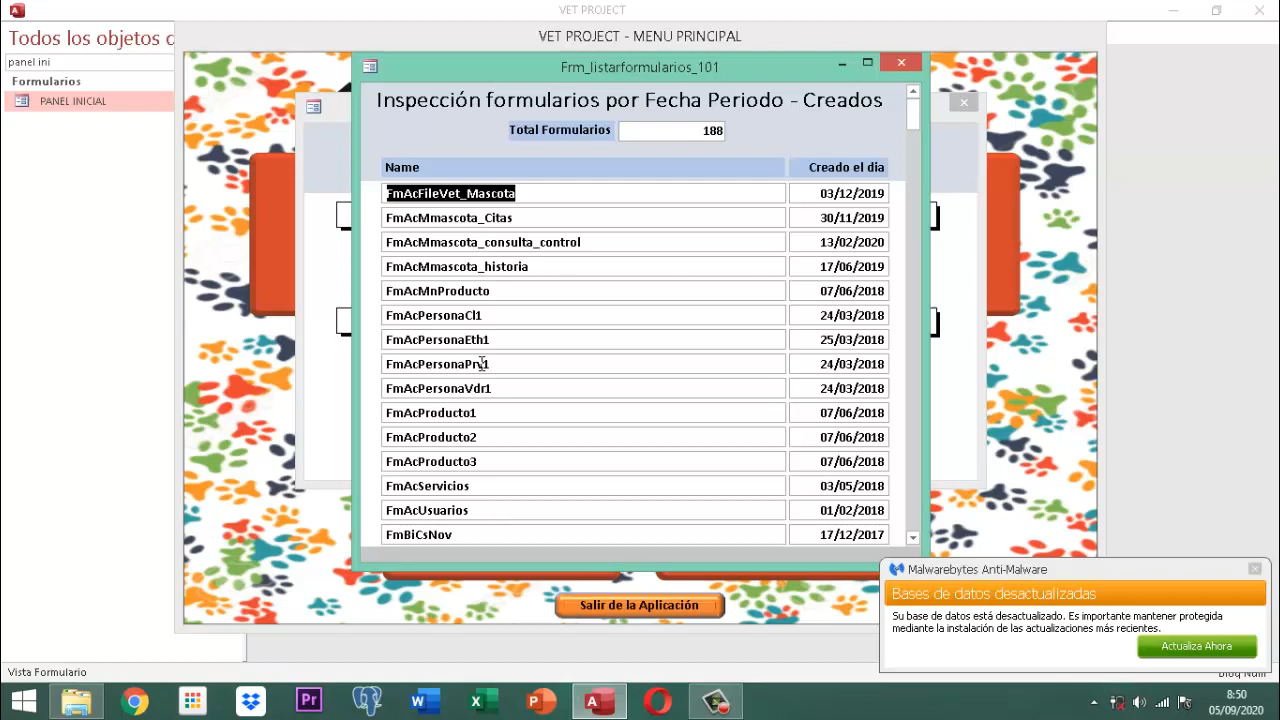 VET PROJECT
Todos los objetos d
VET PROJECT - MENU PRINCIPAL
panel ini
Formularios
PANEL INICIAL
Frm_listarformularios_101
Inspección formularios por Fecha Periodo - Creados
Total Formularios 188
Name Creado el dia
FmAcFileVet_Mascota 03/12/2019
FmAcMmascota_Citas 30/11/2019
FmAcMmascota_consulta_control 13/02/2020
FmAcMmascota_historia 17/06/2019
FmAcMnProducto 07/06/2018
FmAcPersonaCl1 24/03/2018
FmAcPersonaEth1 25/03/2018
FmAcPersonaPrv1 24/03/2018
FmAcPersonaVdr1 24/03/2018
FmAcProducto1 07/06/2018
FmAcProducto2 07/06/2018
FmAcProducto3 07/06/2018
FmAcServicios 03/05/2018
FmAcUsuarios 01/02/2018
FmBiCsNov 17/12/2017
Salir de la Aplicación
Malwarebytes Anti-Malware
Bases de datos desactualizadas
Su base de datos está desactualizado. Es importante mantener protegida
mediante la instalación de las actualizaciones más recientes.
Actualiza Ahora
Vista Formulario
Bloq Num
Pr
8:50
05/09/2020